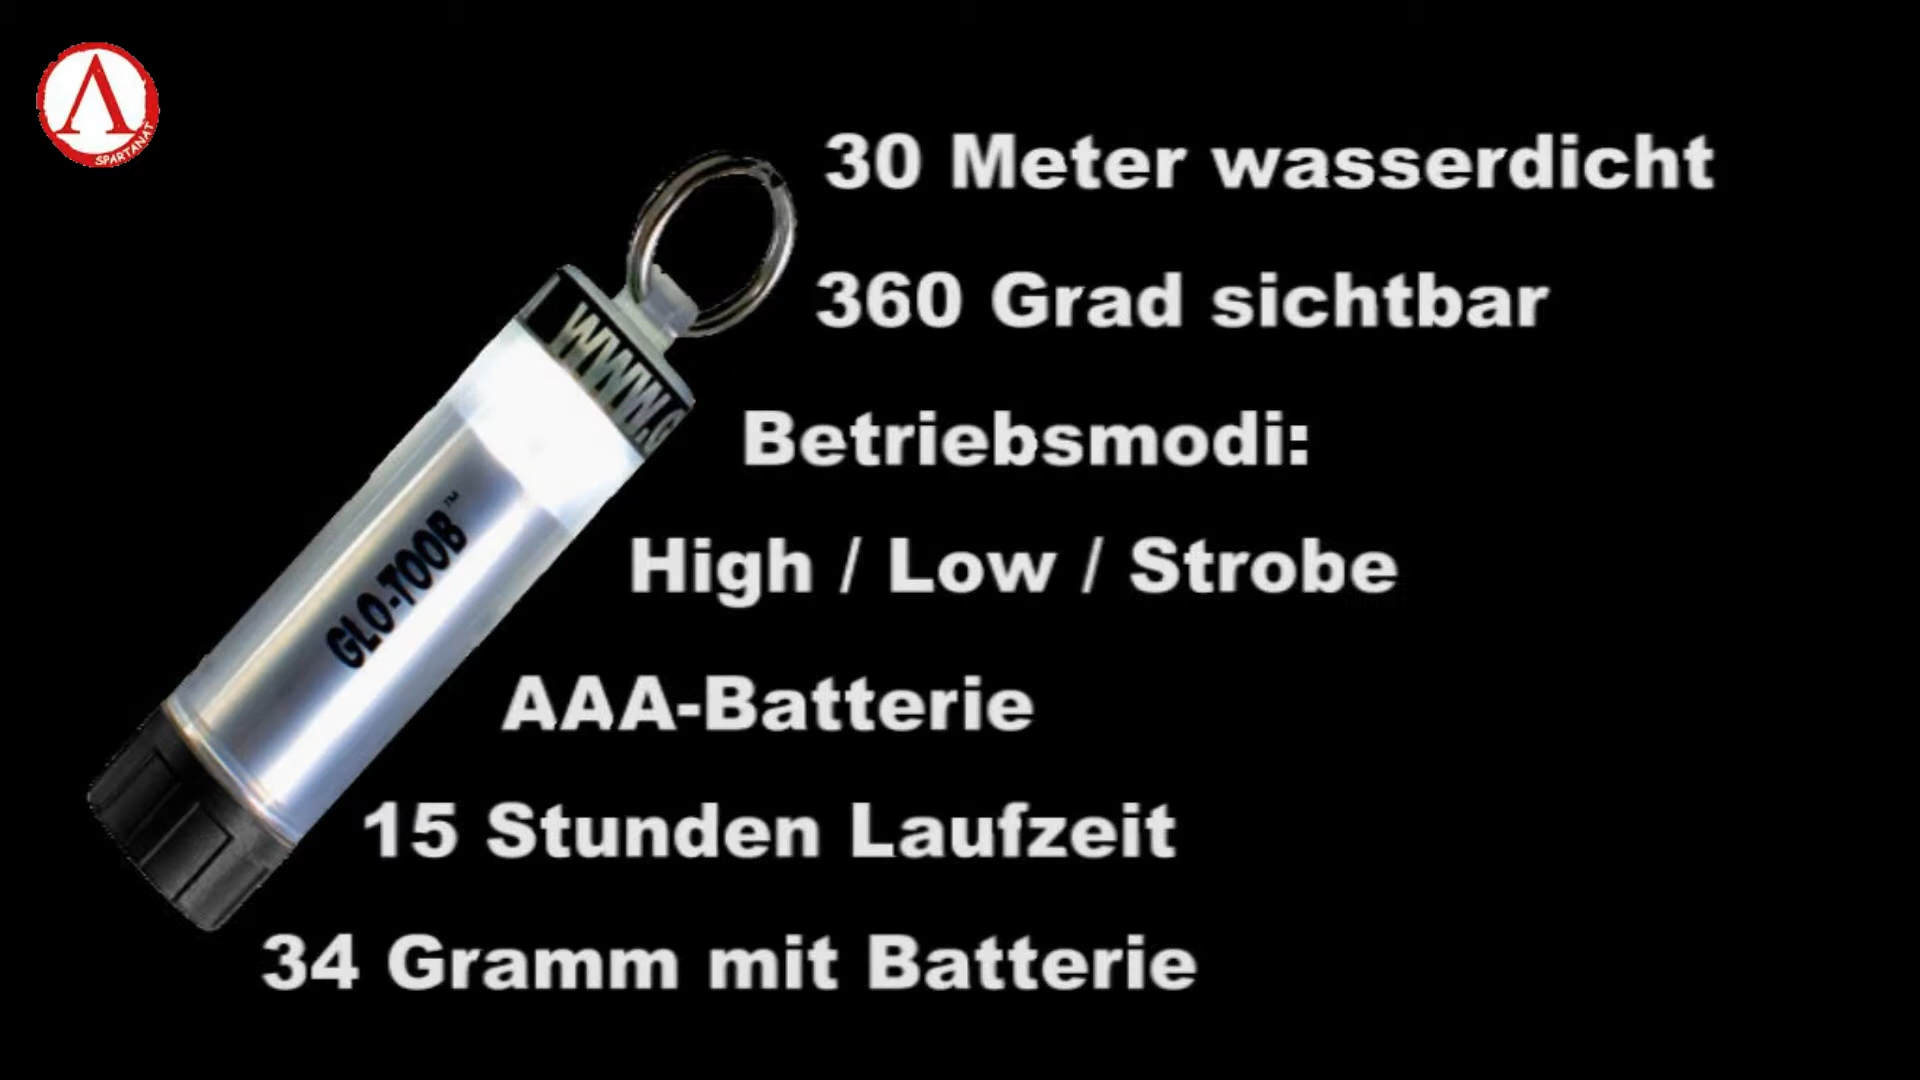 SPARTANAT
30 Meter wasserdicht
360 Grad sichtbar
WWW.G
Betriebsmodi:
GLO-TOOB™
High / Low / Strobe
AAA-Batterie
15 Stunden Laufzeit
34 Gramm mit Batterie